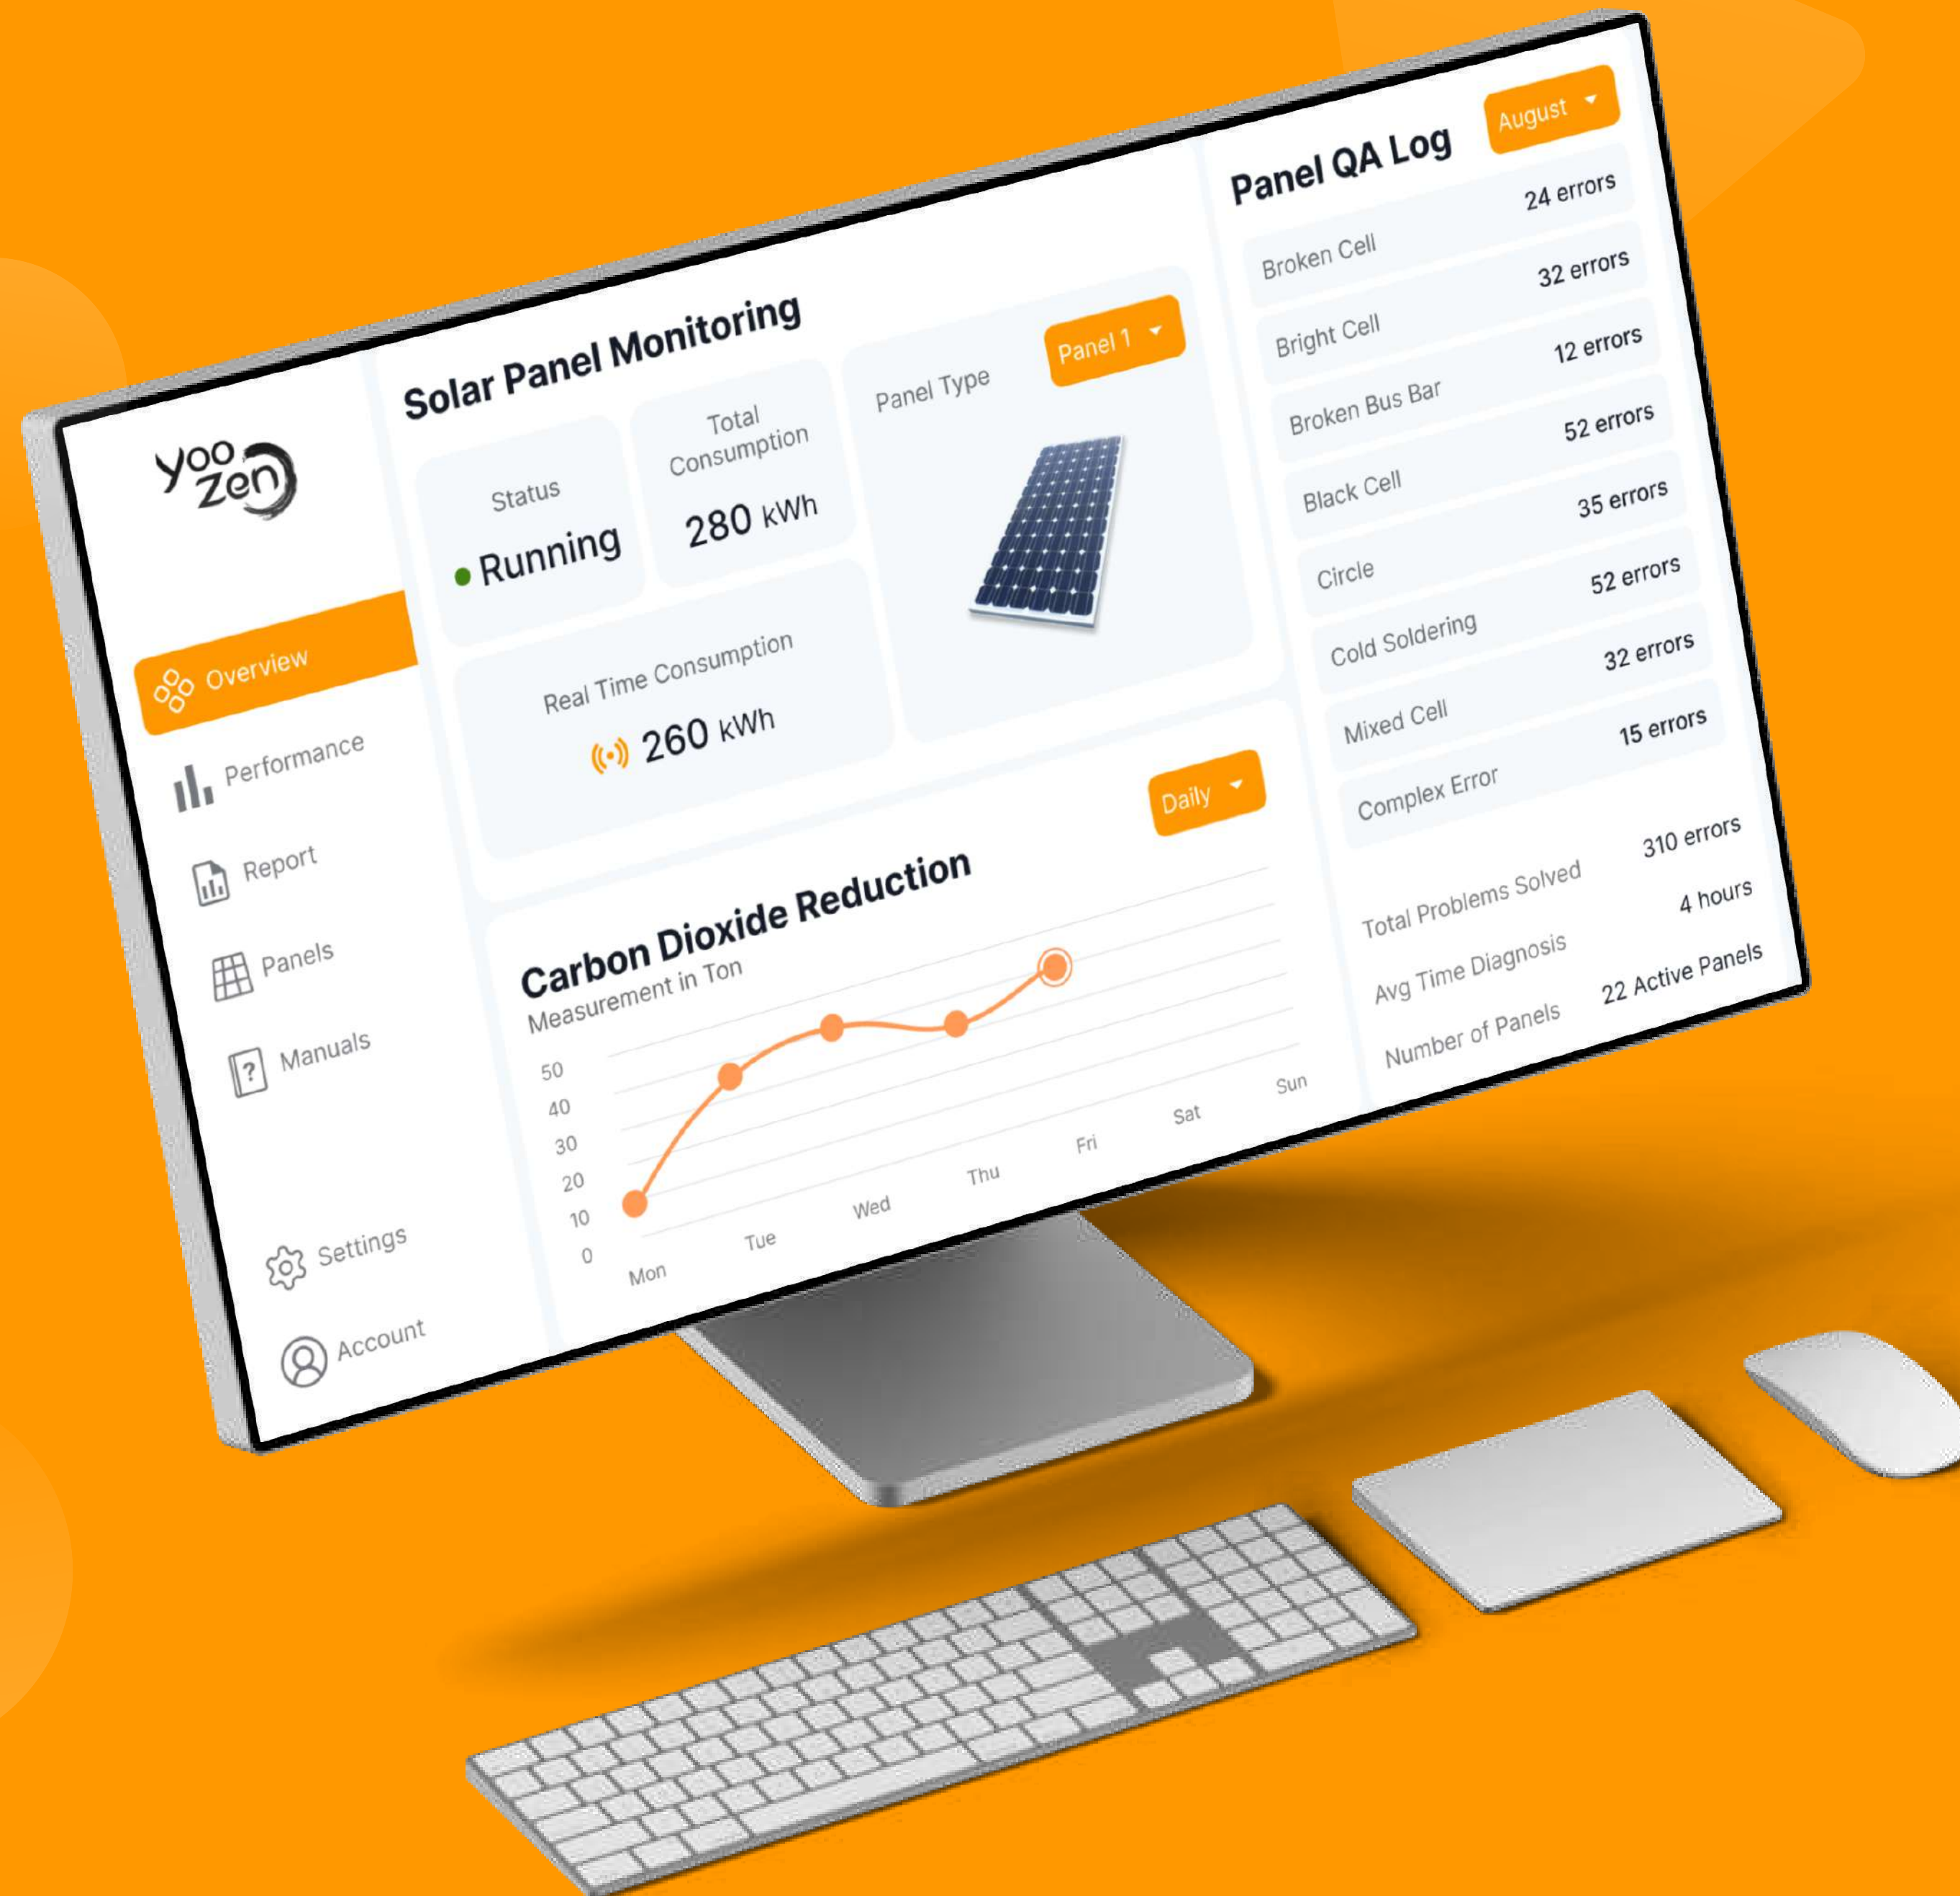 yoo
zen
Overview
Performance
Report
Panels
Manuals
Settings
Account
Solar Panel Monitoring
Status
Running
Total
Consumption
280 kWh
Real Time Consumption
260 kWh
Panel Type
Panel 1
Carbon Dioxide Reduction
Measurement in Ton
Daily
50
40
30
20
10
0
Mon
Tue
Wed
Thu
Fri
Sat
Sun
Panel QA Log
August
Broken Cell 24 errors
Bright Cell 32 errors
Broken Bus Bar 12 errors
Black Cell 52 errors
Circle 35 errors
Cold Soldering 52 errors
Mixed Cell 32 errors
Complex Error 15 errors
Total Problems Solved 310 errors
Avg Time Diagnosis 4 hours
Number of Panels 22 Active Panels
?